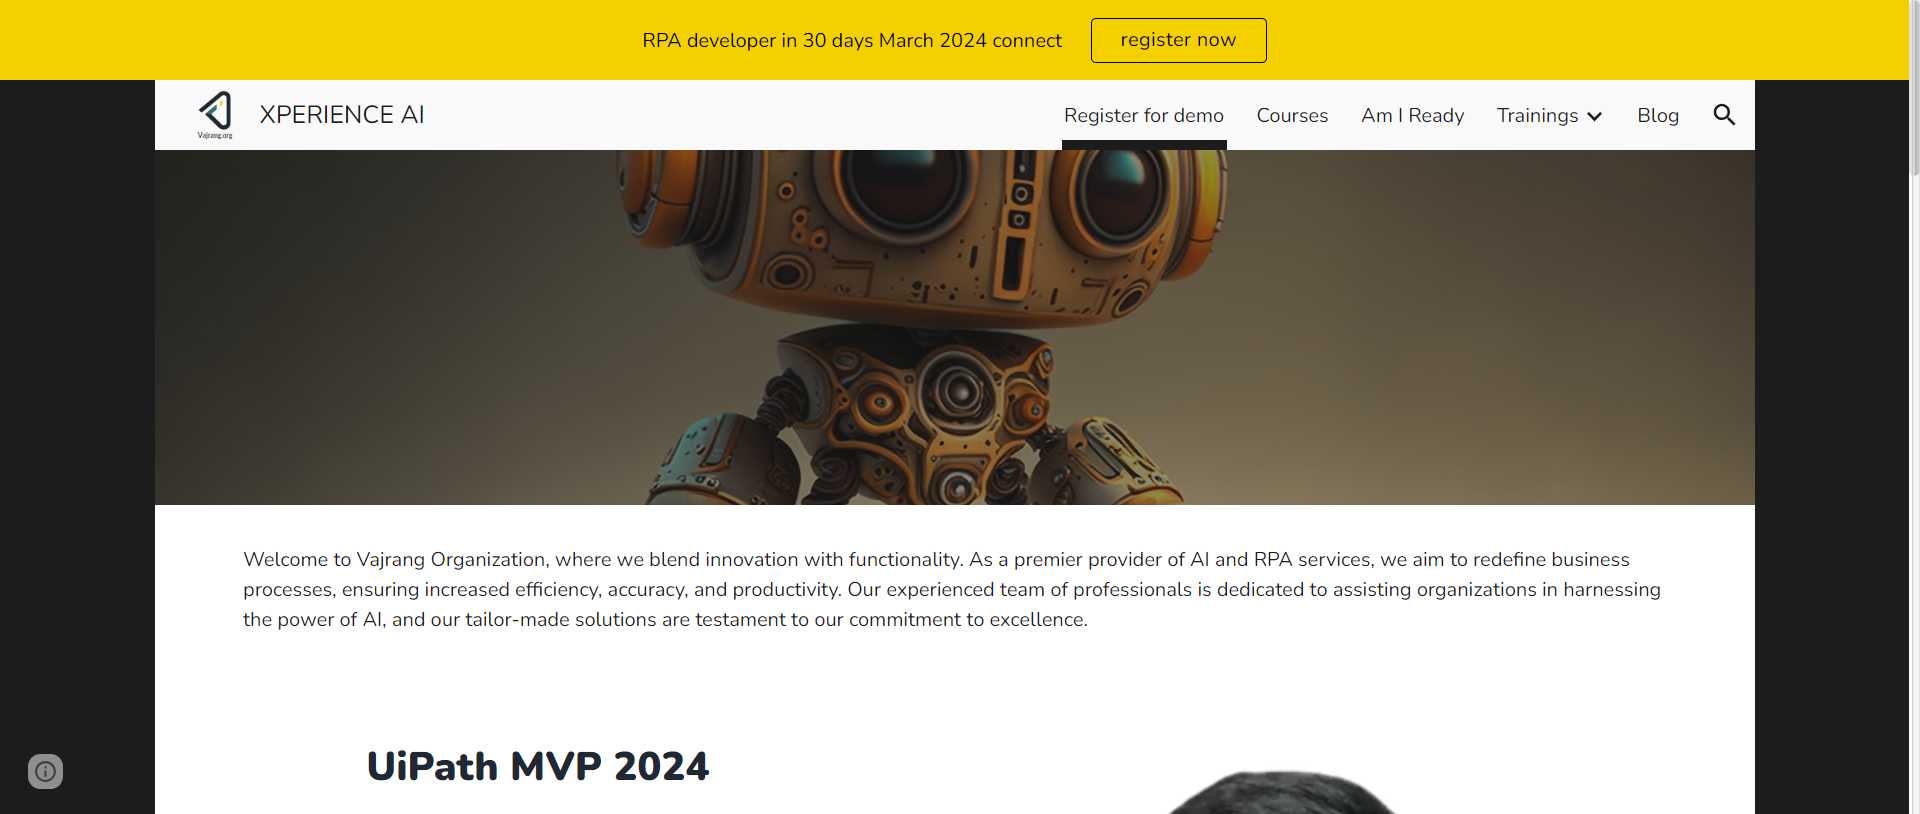 RPA developer in 30 days March 2024 connect
register now
Vajrang.org
XPERIENCE AI
Register for demo
Courses
Am I Ready
Trainings
Blog
Welcome to Vajrang Organization, where we blend innovation with functionality. As a premier provider of AI and RPA services, we aim to redefine business
processes, ensuring increased efficiency, accuracy, and productivity. Our experienced team of professionals is dedicated to assisting organizations in harnessing
the power of AI, and our tailor-made solutions are testament to our commitment to excellence.
UiPath MVP 2024